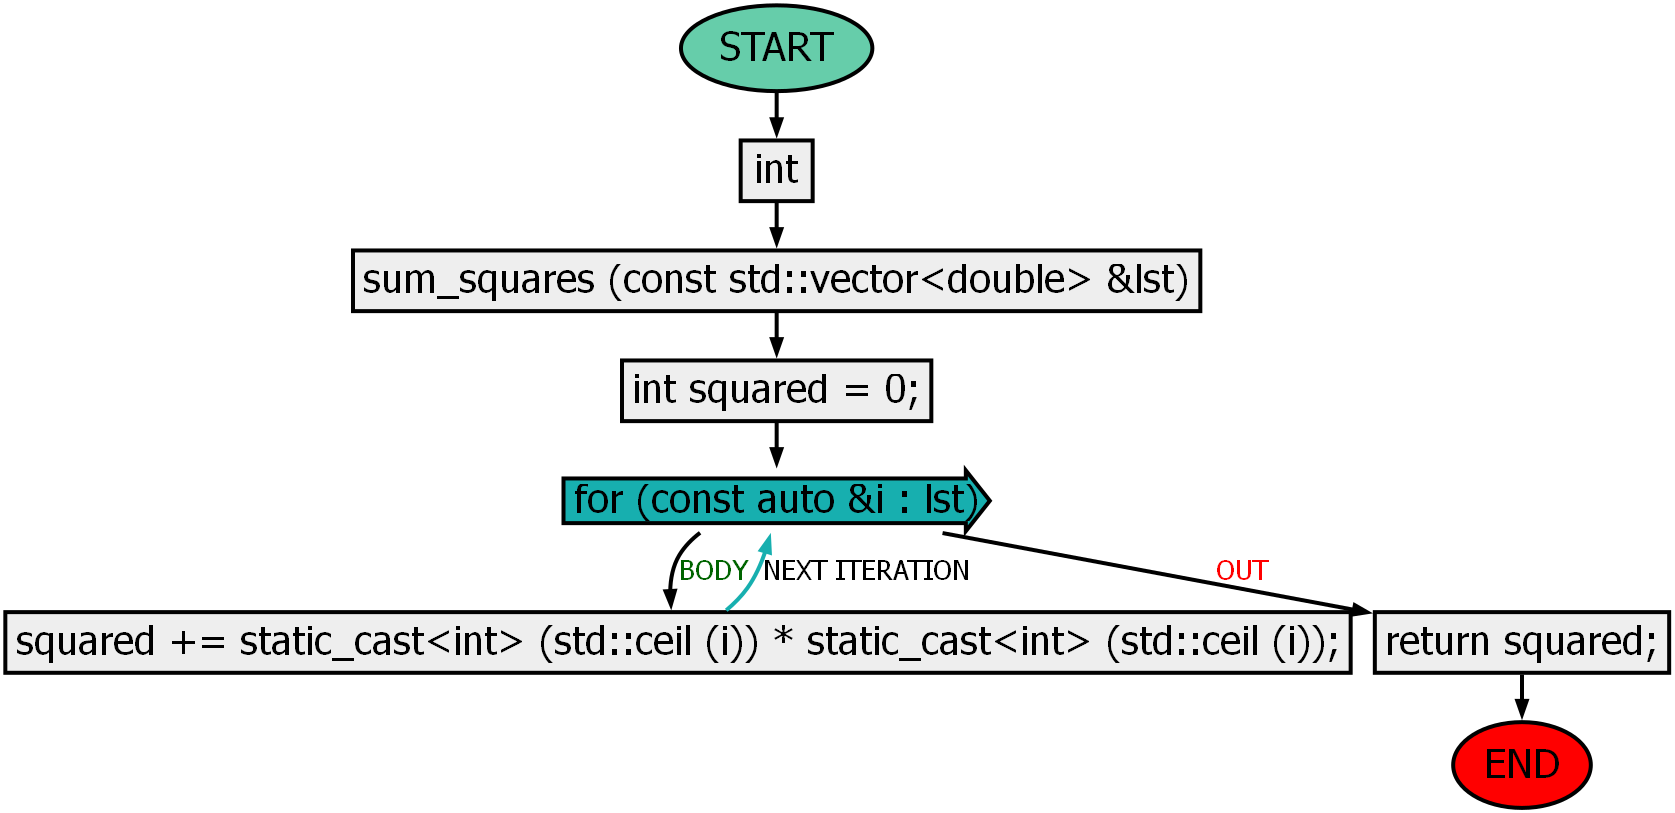 START
int
sum_squares (const std::vector<double> &lst)
int squared = 0;
for (const auto &i : lst)
BODY
NEXT ITERATION
OUT
squared += static_cast<int> (std::ceil (i)) * static_cast<int> (std::ceil (i));
return squared;
END